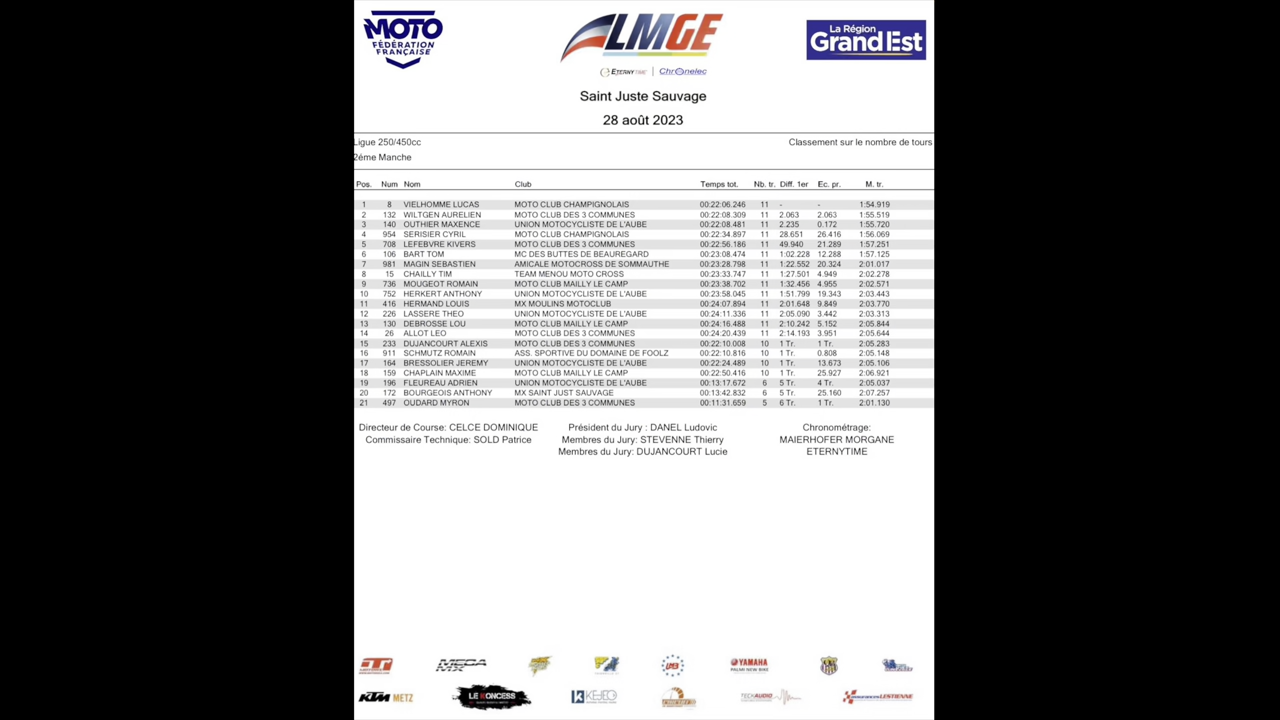 MOTO
FÉDÉRATION
FRANÇAISE
LMGE
ETERNYTIME | Chronelec
La Région
GrandEst
Saint Juste Sauvage
28 août 2023
Ligue 250/450cc Classement sur le nombre de tours
2éme Manche
Pos. Num Nom Club Temps tot. Nb. tr. Diff. 1er Ec. pr. M. tr.
1 8 VIELHOMME LUCAS MOTO CLUB CHAMPIGNOLAIS 00:22:06.246 11 - - 1:54.919
2 132 WILTGEN AURELIEN MOTO CLUB DES 3 COMMUNES 00:22:08.309 11 2.063 2.063 1:55.519
3 140 OUTHIER MAXENCE UNION MOTOCYCLISTE DE L'AUBE 00:22:08.481 11 2.235 0.172 1:55.720
4 954 SERISIER CYRIL MOTO CLUB CHAMPIGNOLAIS 00:22:34.897 11 28.651 26.416 1:56.069
5 708 LEFEBVRE KIVERS MOTO CLUB DES 3 COMMUNES 00:22:56.186 11 49.940 21.289 1:57.251
6 106 BART TOM MC DES BUTTES DE BEAUREGARD 00:23:08.474 11 1:02.228 12.288 1:57.125
7 981 MAGIN SEBASTIEN AMICALE MOTOCROSS DE SOMMAUTHE 00:23:28.798 11 1:22.552 20.324 2:01.017
8 15 CHAILLY TIM TEAM MENOU MOTO CROSS 00:23:33.747 11 1:27.501 4.949 2:02.278
9 736 MOUGEOT ROMAIN MOTO CLUB MAILLY LE CAMP 00:23:38.702 11 1:32.456 4.955 2:02.571
10 752 HERKERT ANTHONY UNION MOTOCYCLISTE DE L'AUBE 00:23:58.045 11 1:51.799 19.343 2:03.443
11 416 HERMAND LOUIS MX MOULINS MOTOCLUB 00:24:07.894 11 2:01.648 9.849 2:03.770
12 226 LASSERE THEO UNION MOTOCYCLISTE DE L'AUBE 00:24:11.336 11 2:05.090 3.442 2:03.313
13 130 DEBROSSE LOU MOTO CLUB MAILLY LE CAMP 00:24:16.488 11 2:10.242 5.152 2:05.844
14 26 ALLOT LEO MOTO CLUB DES 3 COMMUNES 00:24:20.439 11 2:14.193 3.951 2:05.644
15 233 DUJANCOURT ALEXIS MOTO CLUB DES 3 COMMUNES 00:22:10.008 10 1 Tr. 1 Tr. 2:05.283
16 911 SCHMUTZ ROMAIN ASS. SPORTIVE DU DOMAINE DE FOOLZ 00:22:10.816 10 1 Tr. 0.808 2:05.148
17 164 BRESSOLIER JEREMY UNION MOTOCYCLISTE DE L'AUBE 00:22:24.489 10 1 Tr. 13.673 2:05.106
18 159 CHAPLAIN MAXIME MOTO CLUB MAILLY LE CAMP 00:22:50.416 10 1 Tr. 25.927 2:06.921
19 196 FLEUREAU ADRIEN UNION MOTOCYCLISTE DE L'AUBE 00:13:17.672 6 5 Tr. 4 Tr. 2:05.037
20 172 BOURGEOIS ANTHONY MX SAINT JUST SAUVAGE 00:13:42.832 6 5 Tr. 25.160 2:07.257
21 497 OUDARD MYRON MOTO CLUB DES 3 COMMUNES 00:11:31.659 5 6 Tr. 1 Tr. 2:01.130
Directeur de Course: CELCE DOMINIQUE Président du Jury : DANEL Ludovic Chronométrage:
Commissaire Technique: SOLD Patrice Membres du Jury: STEVENNE Thierry MAIERHOFER MORGANE
Membres du Jury: DUJANCOURT Lucie ETERNYTIME
MEGA MX YAMAHA
PALMI NEW BIKE
KTM METZ LE KONCESS KEJEO TECHAUDIO LESTIENNE